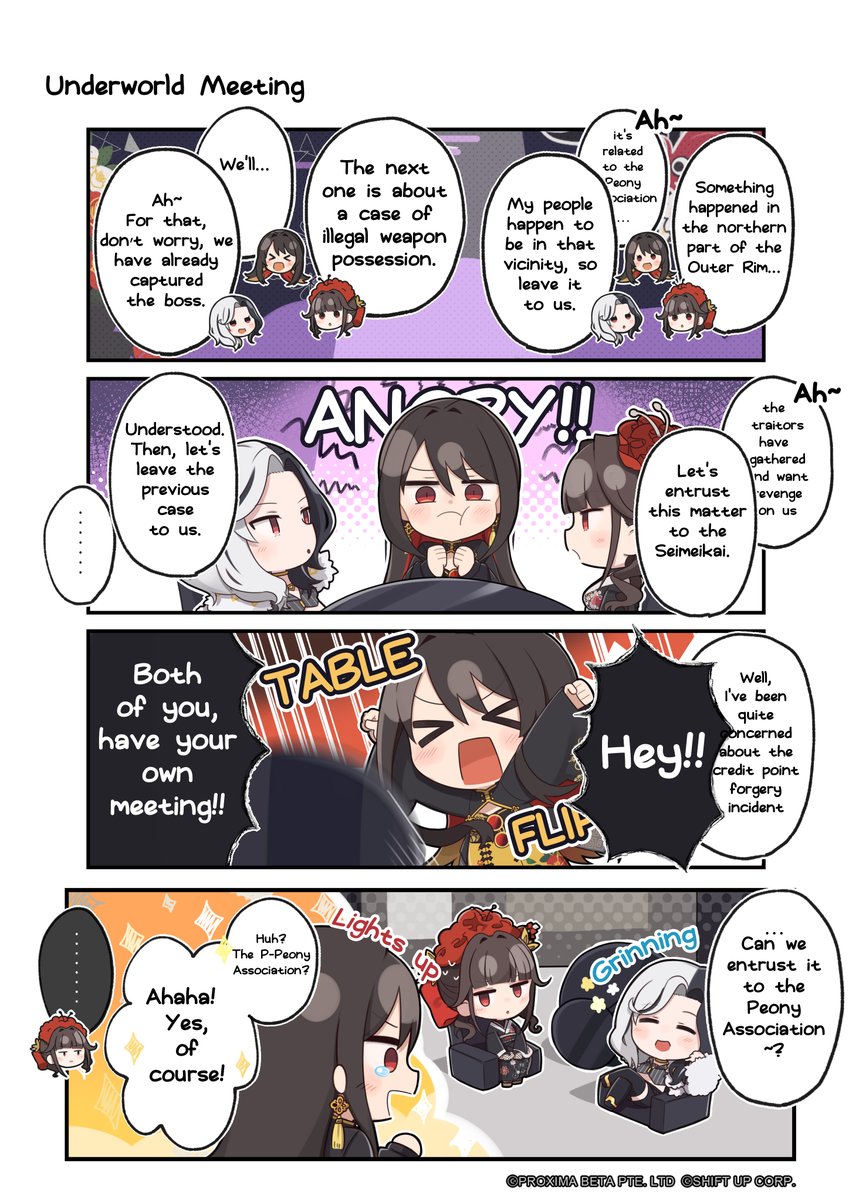 Underworld Meeting
Something
happened in
the northern
part of the
Outer Rim...
Ah~
it's
related
to the
Peony
ociation
...
My people
happen to
be in that
vicinity, so
leave it
to us.
The next
one is about
a case of
illegal weapon
possession.
We'll...
Ah~
For that,
don't worry, we
have already
captured
the boss.
Ah~
the
traitors
have
gathered
and want
revenge
on us
Let's
entrust
this matter
to the
Seimeikai.
ANGRY!!
Understood.
Then, let's
leave the
previous
case
to us.
........
Well,
I've been
quite
concerned
about the
credit point
forgery
incident
Hey!!
TABLE
FLIP
Both
of you,
have your
own
meeting!!
...
Can we
entrust it
to the
Peony
Association
~?
Grinning
Lights up
Huh?
The P-Peony
Association?
Ahaha!
Yes,
of
course!
........
©PROXIMA BETA PTE. LTD ©SHIFT UP CORP.